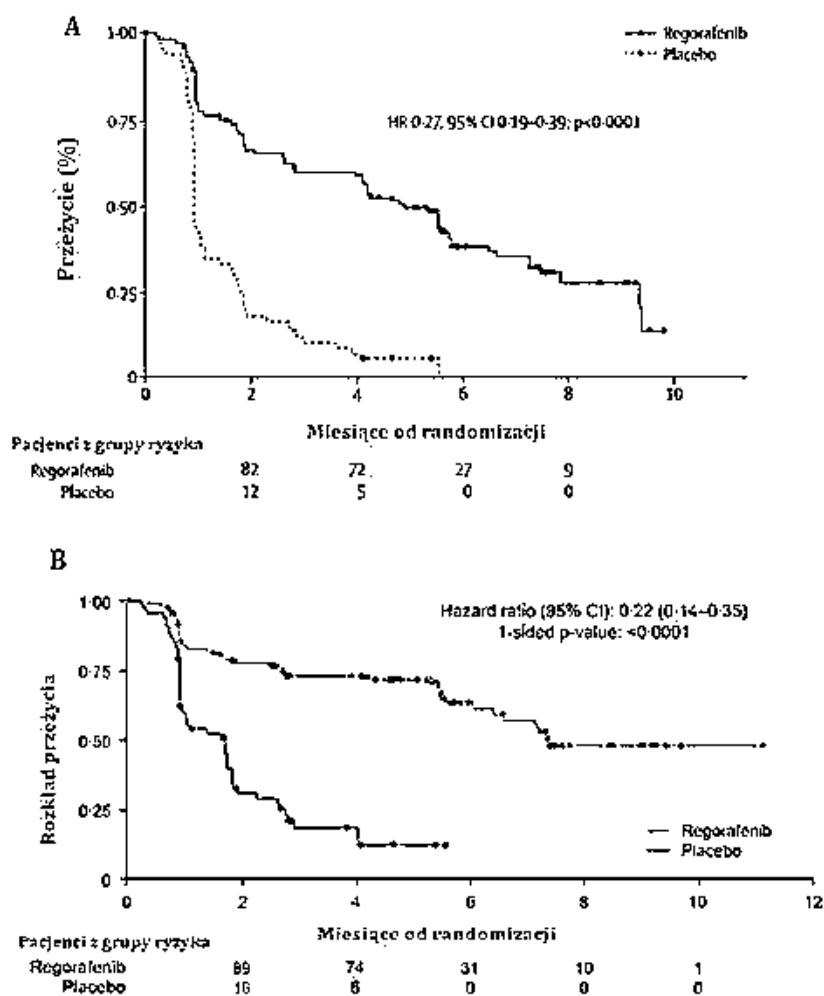 A
1·00
Regorafenib
Placebo
HR 0·27, 95% CI 0·19–0·39; p<0·0001
0·75
0·50
0·25
0
Przeżycie (%)
0 2 4 6 8 10
Miesiące od randomizacji
Pacjenci z grupy ryzyka
Regorafenib 82 72 27 9
Placebo 12 5 0 0
B
1·00
Hazard ratio (95% CI): 0·22 (0·14–0·35)
1-sided p-value: <0·0001
0·75
0·50
0·25
0
Rozkład przeżycia
Regorafenib
Placebo
0 2 4 6 8 10 12
Miesiące od randomizacji
Pacjenci z grupy ryzyka
Regorafenib 74 31 10 1
Placebo 0 0 0